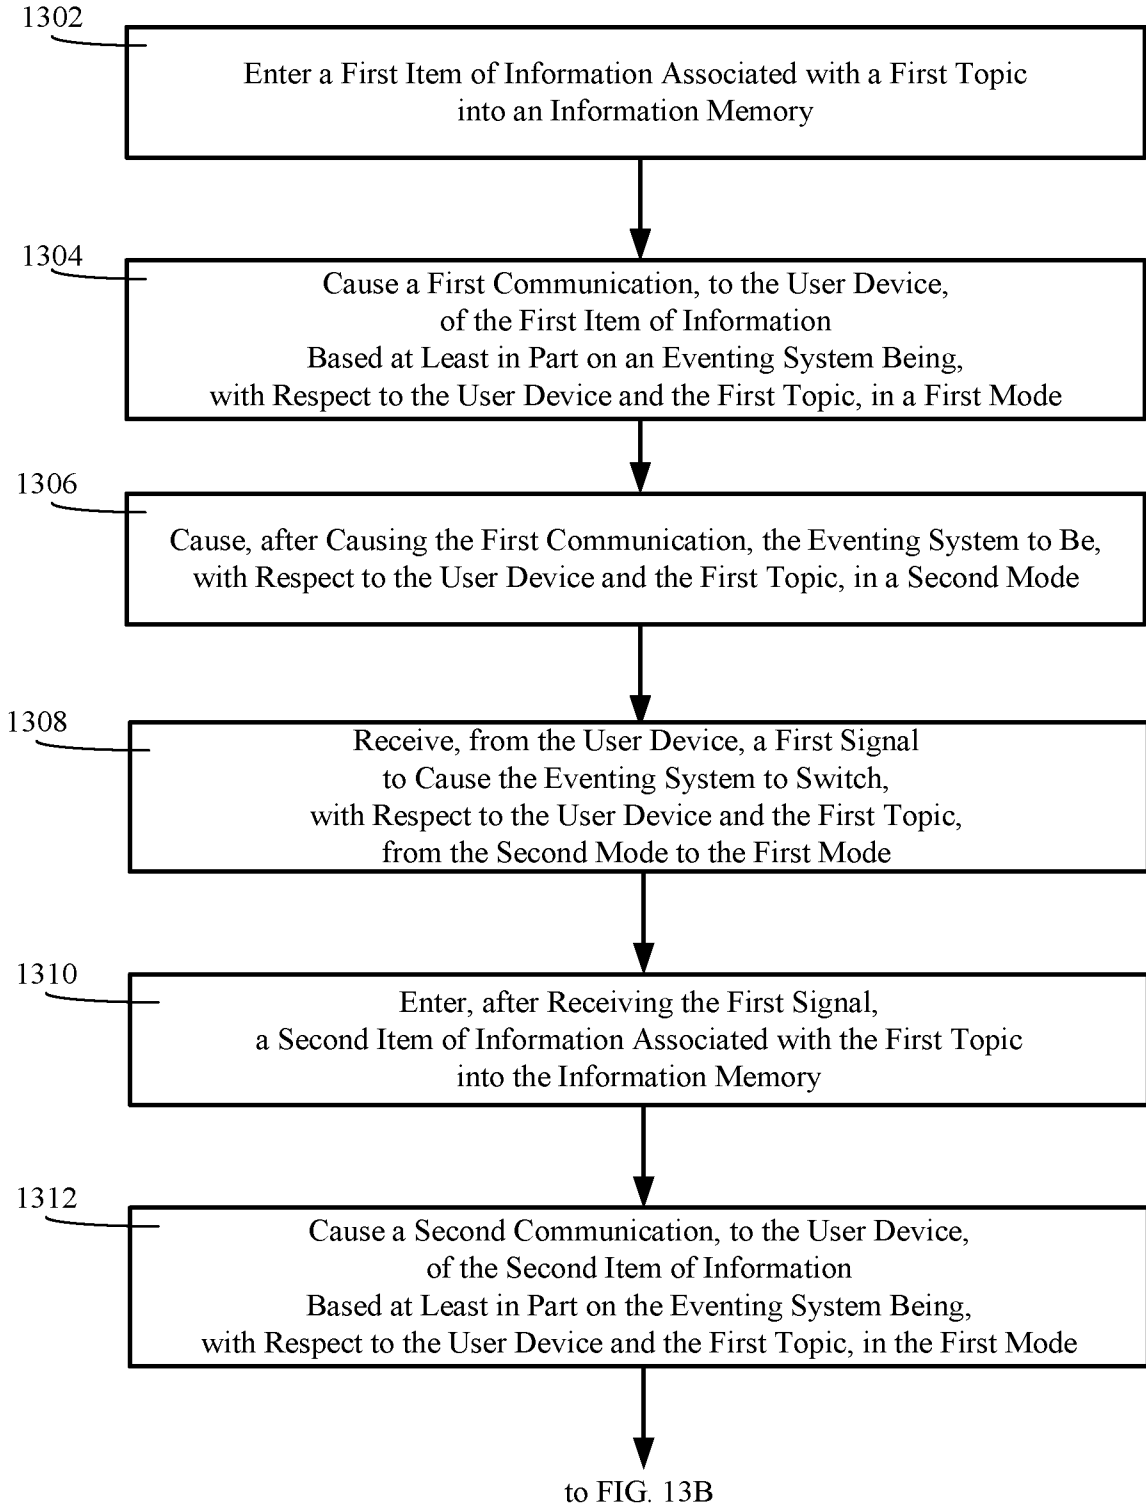 1302
Enter a First Item of Information Associated with a First Topic
into an Information Memory
1304
Cause a First Communication, to the User Device,
of the First Item of Information
Based at Least in Part on an Eventing System Being,
with Respect to the User Device and the First Topic, in a First Mode
1306
Cause, after Causing the First Communication, the Eventing System to Be,
with Respect to the User Device and the First Topic, in a Second Mode
1308
Receive, from the User Device, a First Signal
to Cause the Eventing System to Switch,
with Respect to the User Device and the First Topic,
from the Second Mode to the First Mode
1310
Enter, after Receiving the First Signal,
a Second Item of Information Associated with the First Topic
into the Information Memory
1312
Cause a Second Communication, to the User Device,
of the Second Item of Information
Based at Least in Part on the Eventing System Being,
with Respect to the User Device and the First Topic, in the First Mode
to FIG. 13B